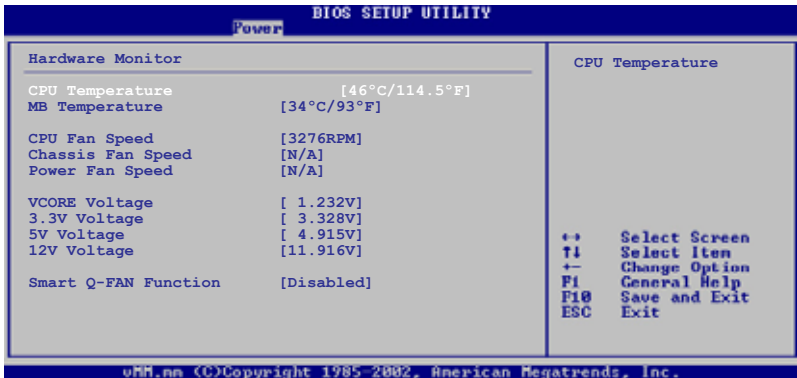 BIOS SETUP UTILITY
Power
Hardware Monitor
CPU Temperature [46°C/114.5°F]
MB Temperature [34°C/93°F]
CPU Fan Speed [3276RPM]
Chassis Fan Speed [N/A]
Power Fan Speed [N/A]
VCORE Voltage [ 1.232V]
3.3V Voltage [ 3.328V]
5V Voltage [ 4.915V]
12V Voltage [11.916V]
Smart Q-FAN Function [Disabled]
CPU Temperature
←→ Select Screen
↑↓ Select Item
+- Change Option
F1 General Help
F10 Save and Exit
ESC Exit
vMM.mm (C)Copyright 1985-2002, American Megatrends, Inc.